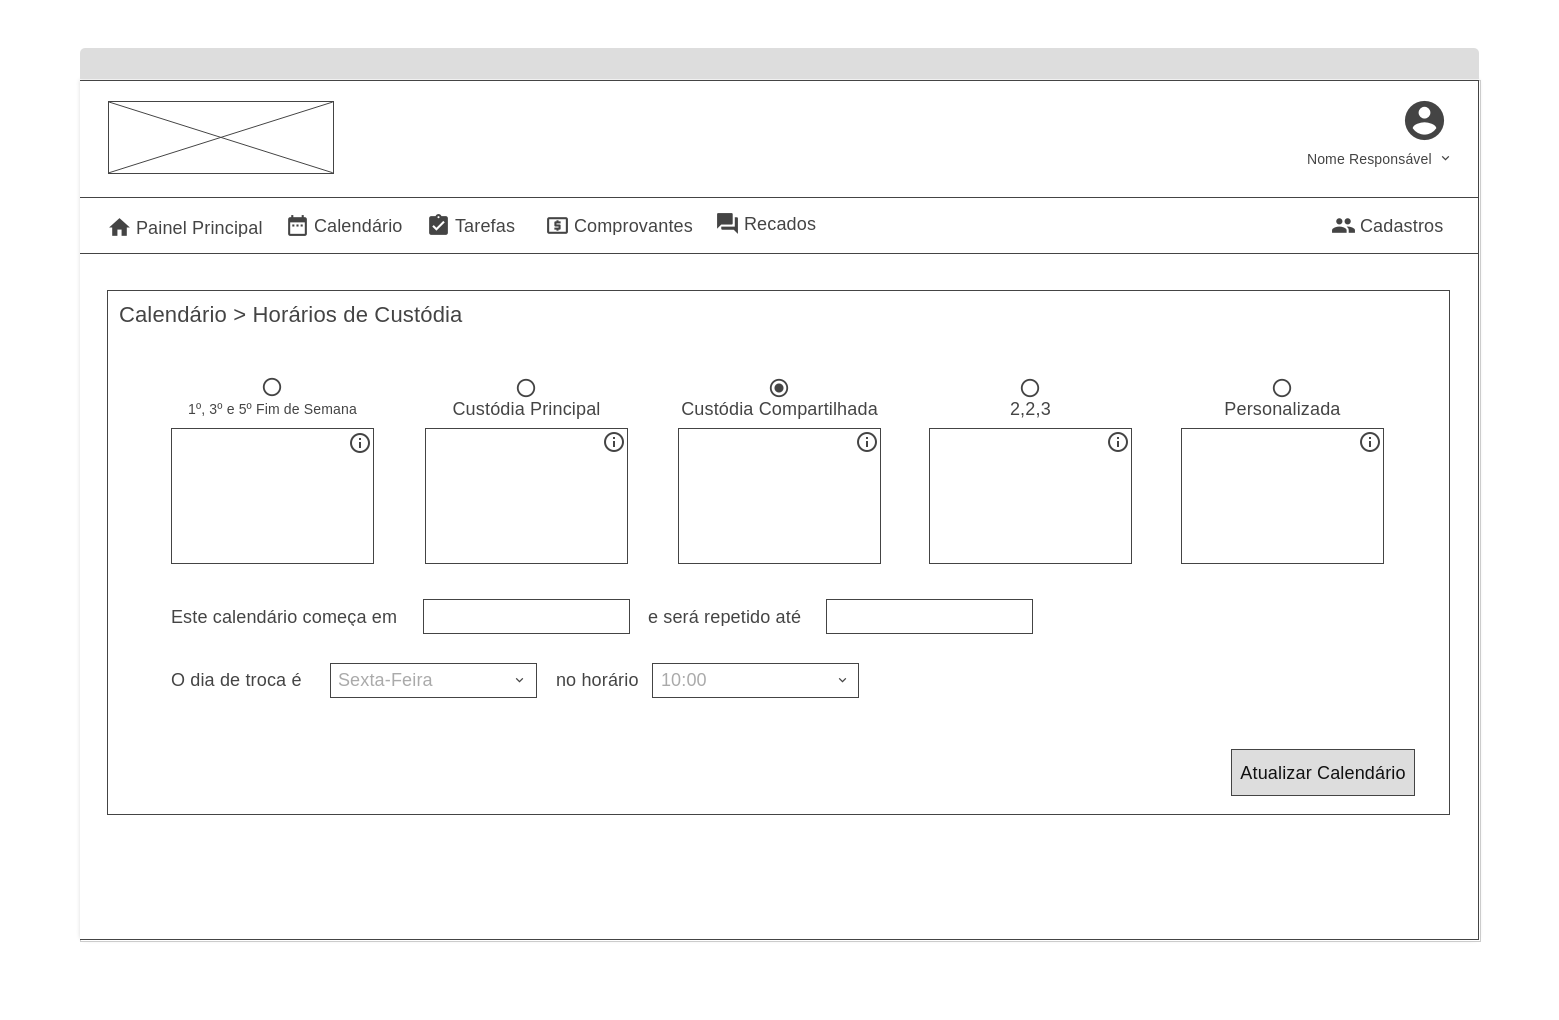 Nome Responsável
Painel Principal Calendário Tarefas Comprovantes Recados Cadastros
Calendário > Horários de Custódia
1º, 3º e 5º Fim de Semana Custódia Principal Custódia Compartilhada 2,2,3 Personalizada
Este calendário começa em e será repetido até
O dia de troca é Sexta-Feira no horário 10:00
Atualizar Calendário